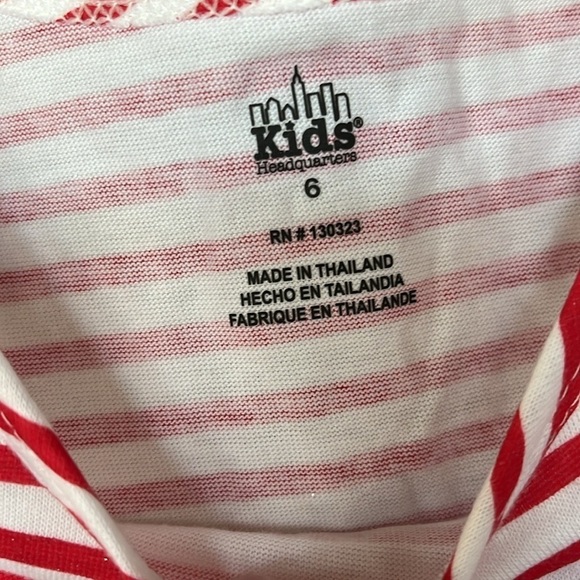 Kids®
Headquarters
6
RN # 130323
MADE IN THAILAND
HECHO EN TAILANDIA
FABRIQUE EN THAILANDE